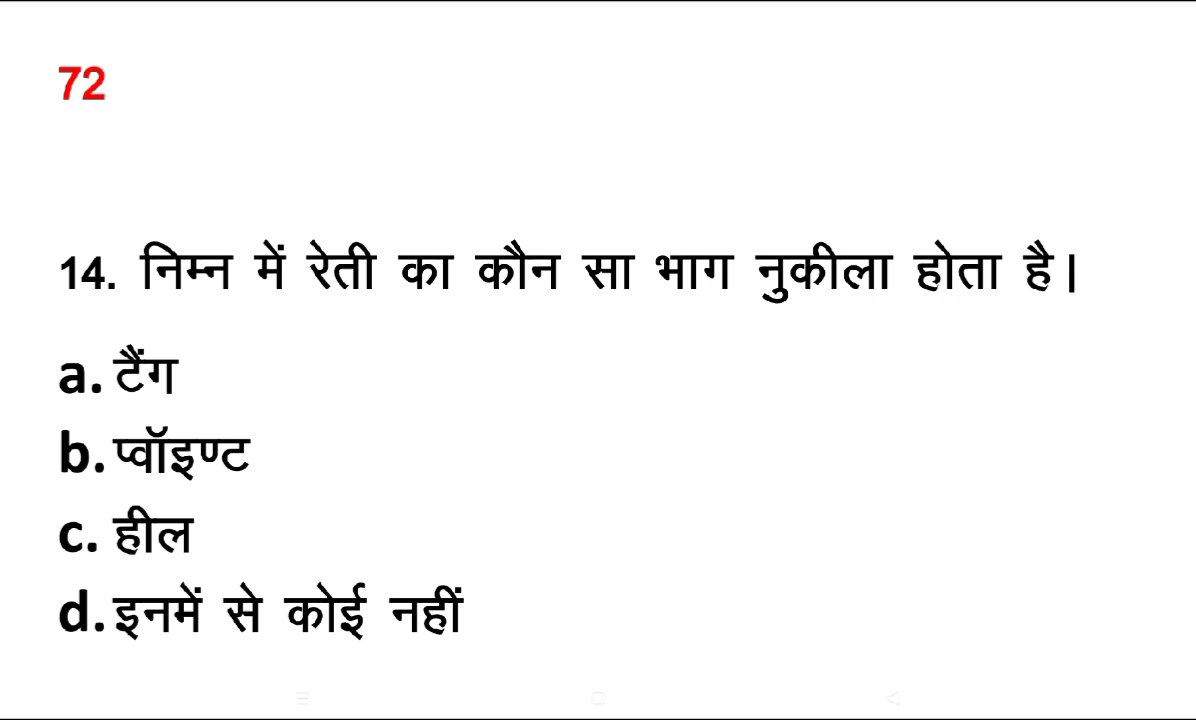 72
14. निम्न में रेती का कौन सा भाग नुकीला होता है।
a. टैंग
b. प्वॉइण्ट
c. हील
d. इनमें से कोई नहीं